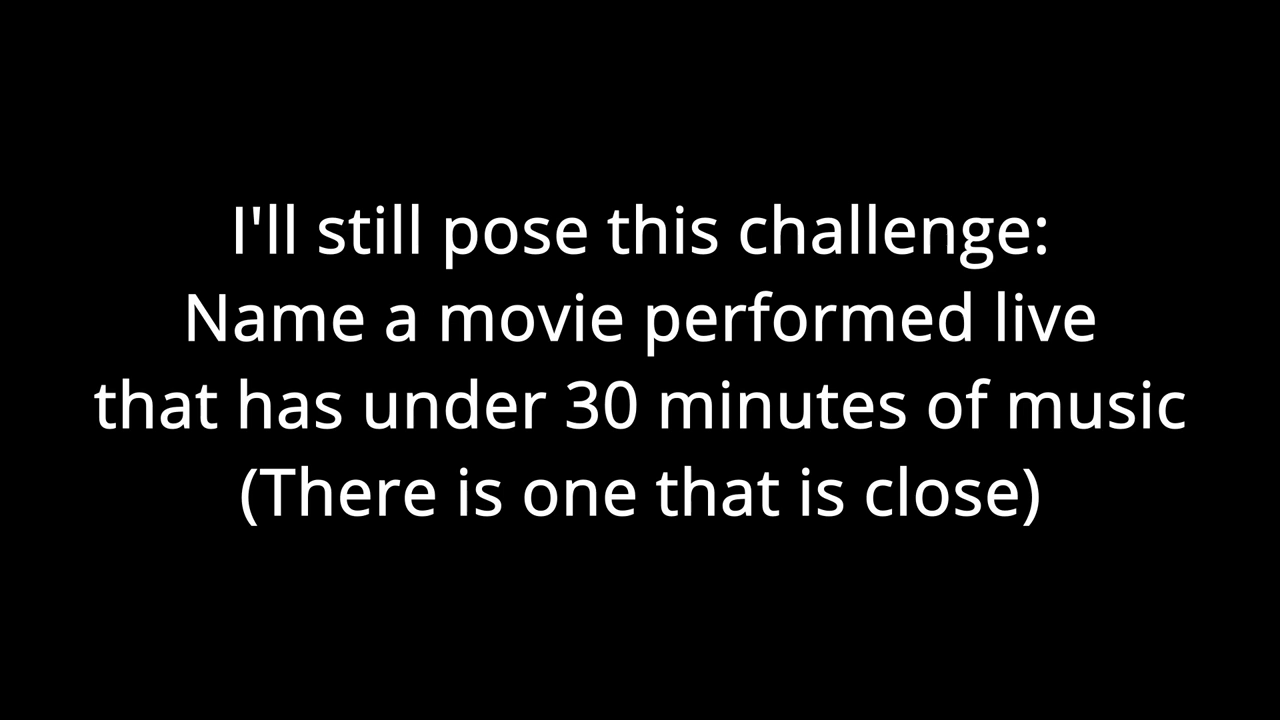 I'll still pose this challenge:
Name a movie performed live
that has under 30 minutes of music
(There is one that is close)